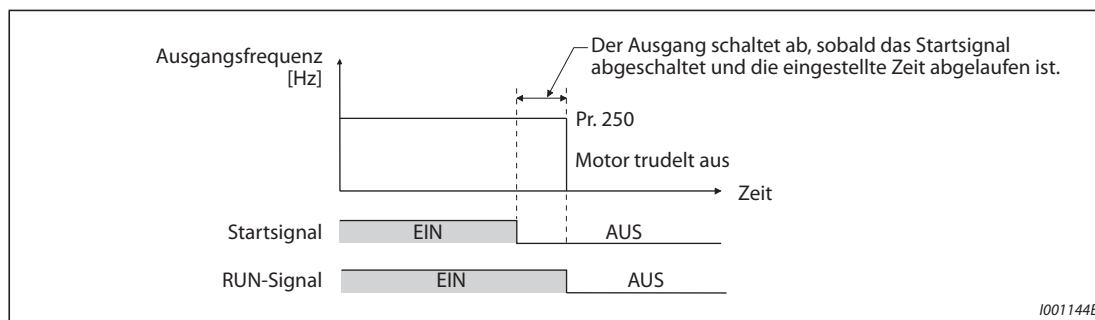 Ausgangsfrequenz
[Hz]
Der Ausgang schaltet ab, sobald das Startsignal
abgeschaltet und die eingestellte Zeit abgelaufen ist.
Pr. 250
Motor trudelt aus
Zeit
Startsignal EIN AUS
RUN-Signal EIN AUS
I001144E